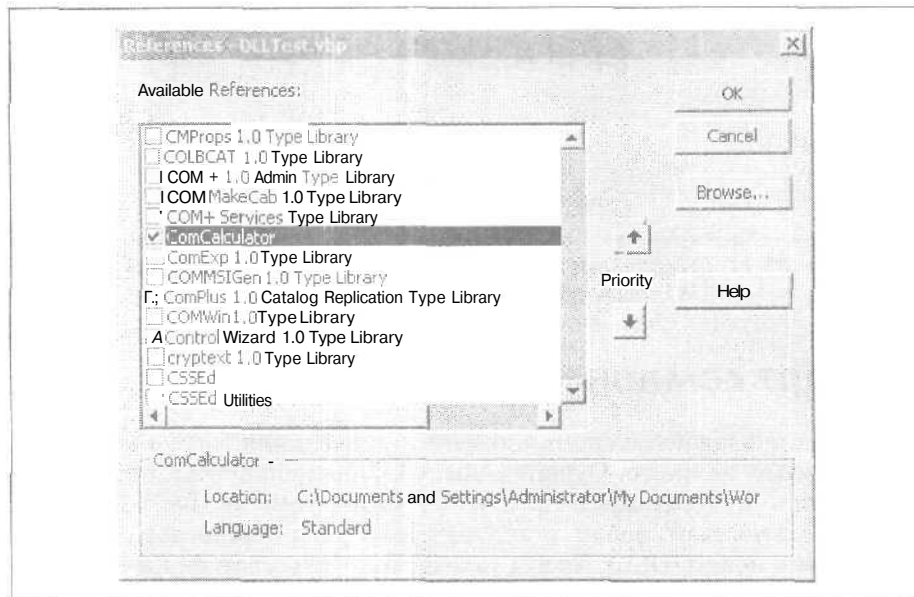 References - DLLTest.vbp
Available References:
OK
CMProps 1.0 Type Library
Cancel
COLBCAT 1.0 Type Library
I COM + 1.0 Admin Type Library
I COM MakeCab 1.0 Type Library
Browse...
' COM+ Services Type Library
ComCalculator
ComExp 1.0 Type Library
COMMSIGen 1.0 Type Library
Priority
Help
Г.; ComPlus 1.0 Catalog Replication Type Library
COMWin 1.0 Type Library
A Control Wizard 1.0 Type Library
cryptext 1.0 Type Library
CSSEd
' CSSEd Utilities
ComCalculator -
Location: C:\Documents and Settings\Administrator\My Documents\Wor
Language: Standard